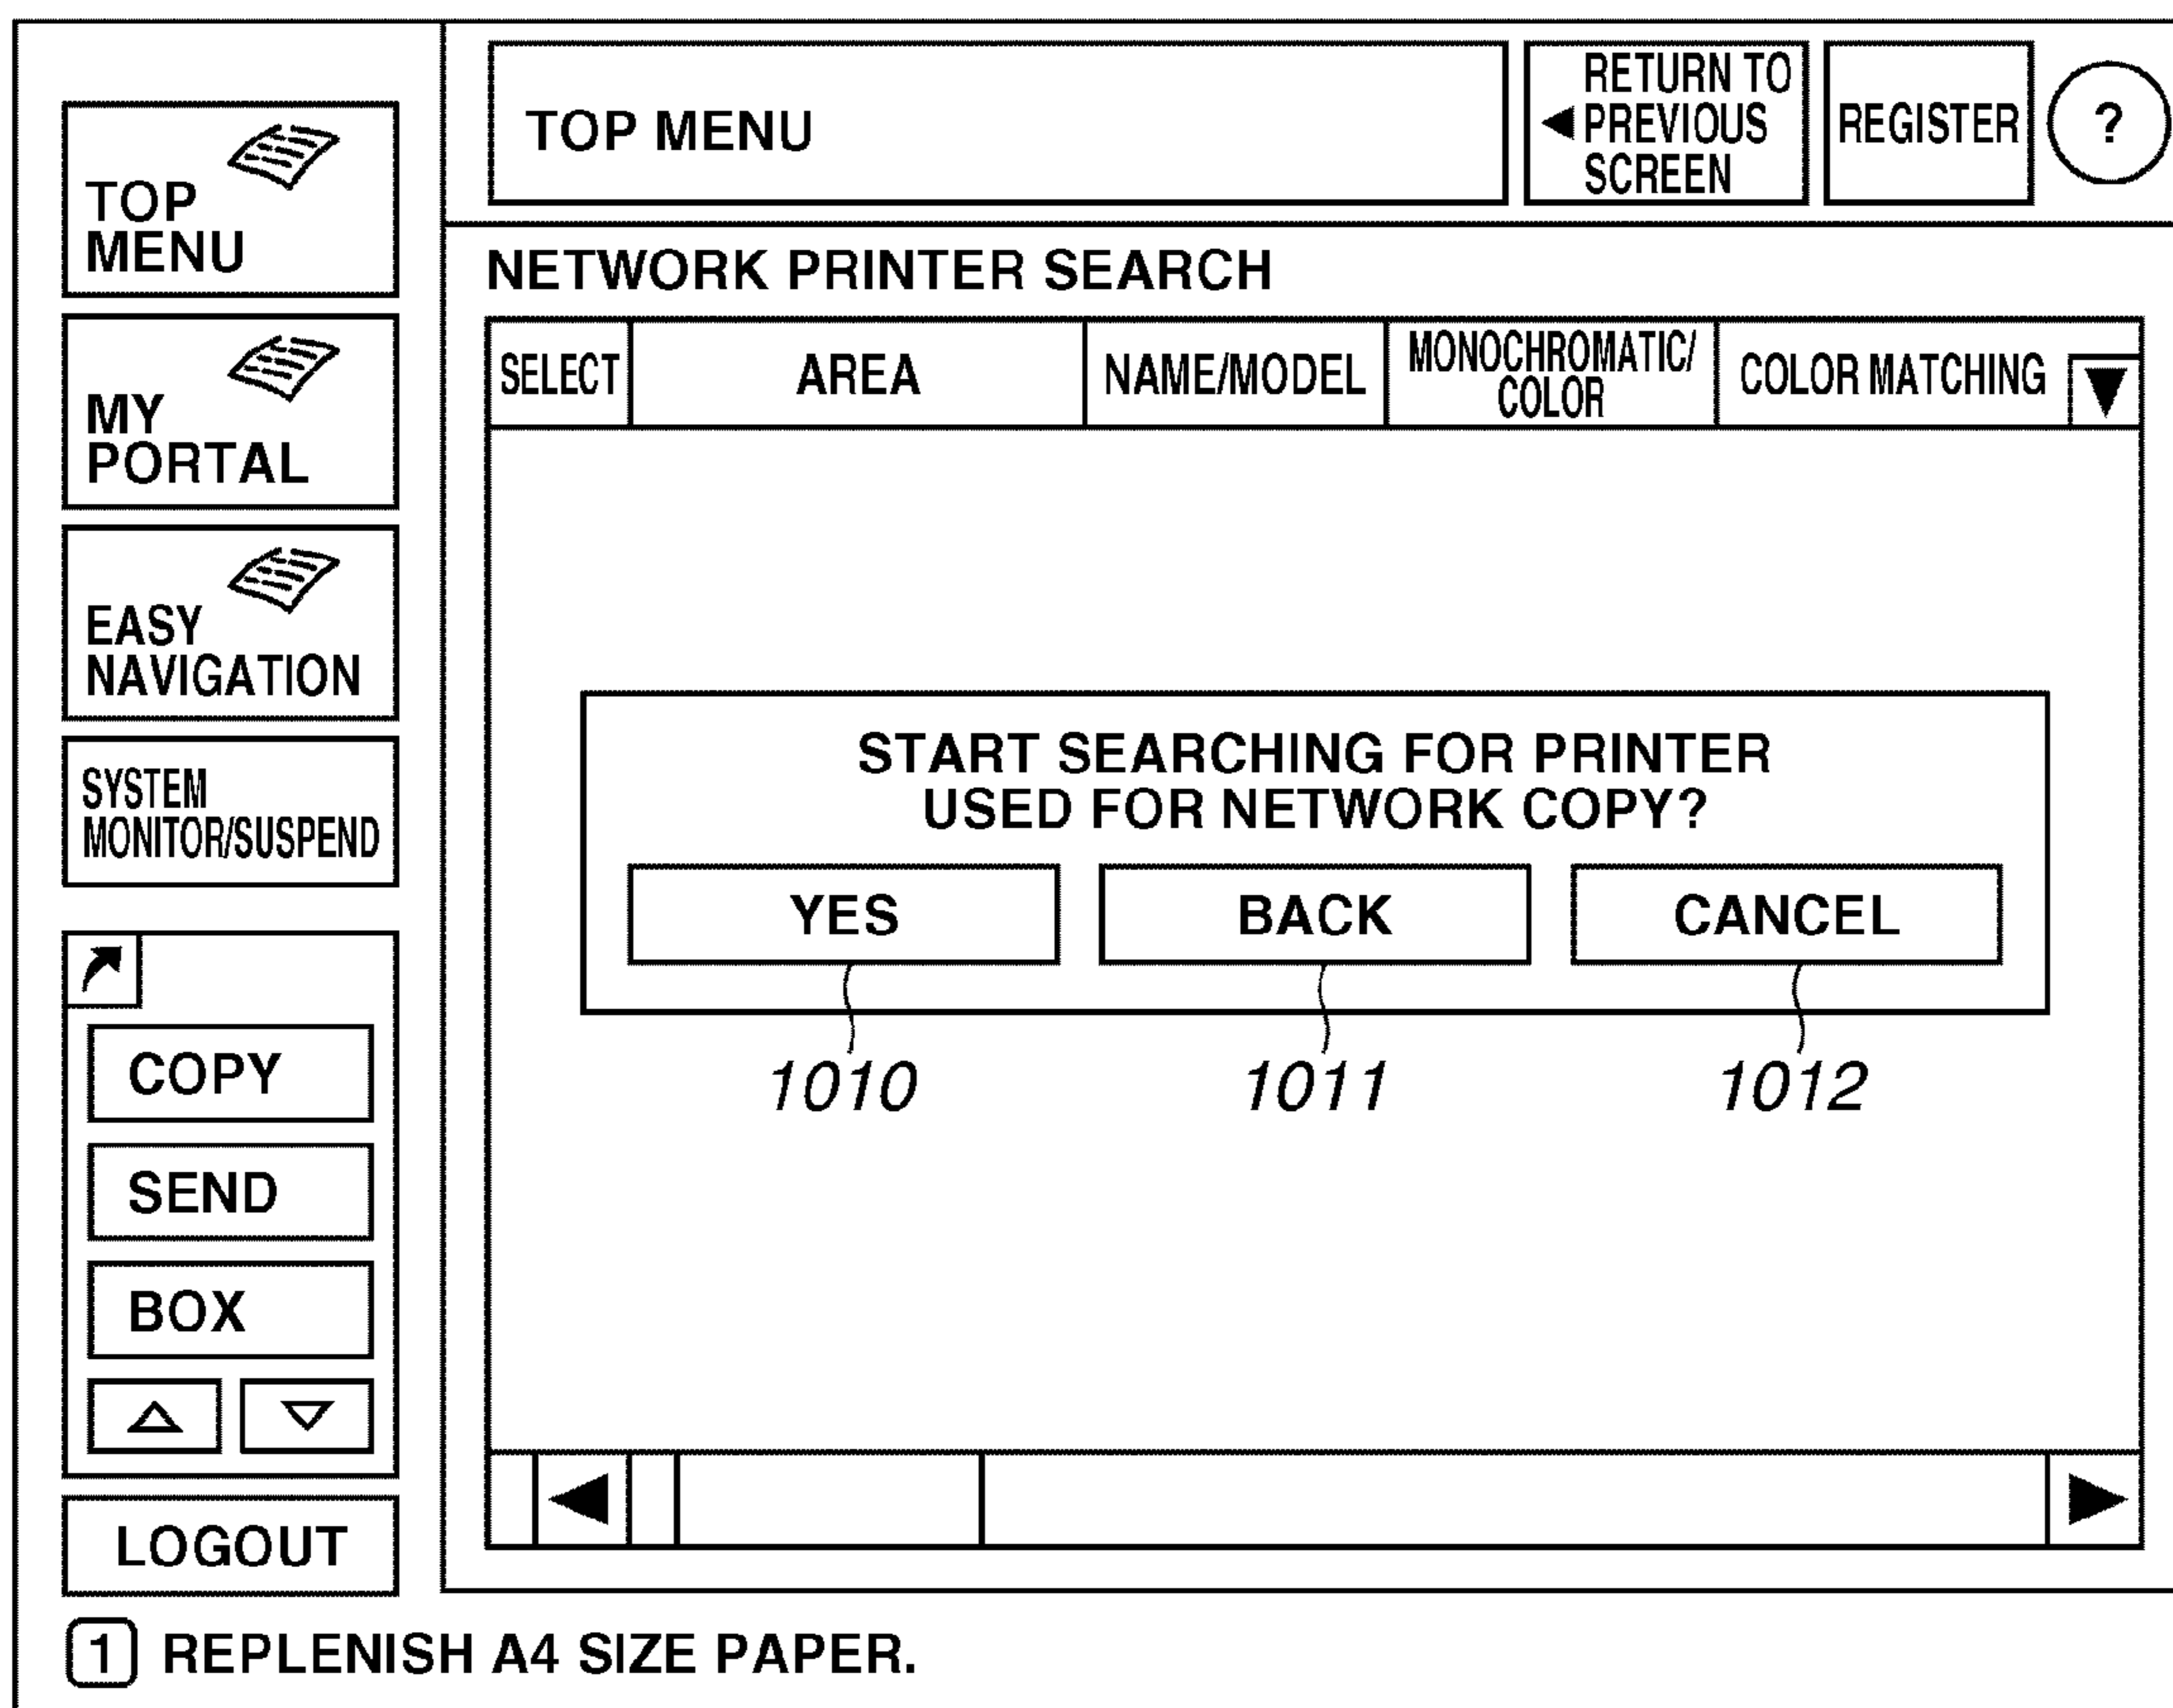 TOP MENU
RETURN TO
PREVIOUS
SCREEN
REGISTER
?
TOP
MENU
MY
PORTAL
EASY
NAVIGATION
SYSTEM
MONITOR/SUSPEND
COPY
SEND
BOX
LOGOUT
NETWORK PRINTER SEARCH
SELECT
AREA
NAME/MODEL
MONOCHROMATIC/
COLOR
COLOR MATCHING
START SEARCHING FOR PRINTER
USED FOR NETWORK COPY?
YES
BACK
CANCEL
1010
1011
1012
1 REPLENISH A4 SIZE PAPER.